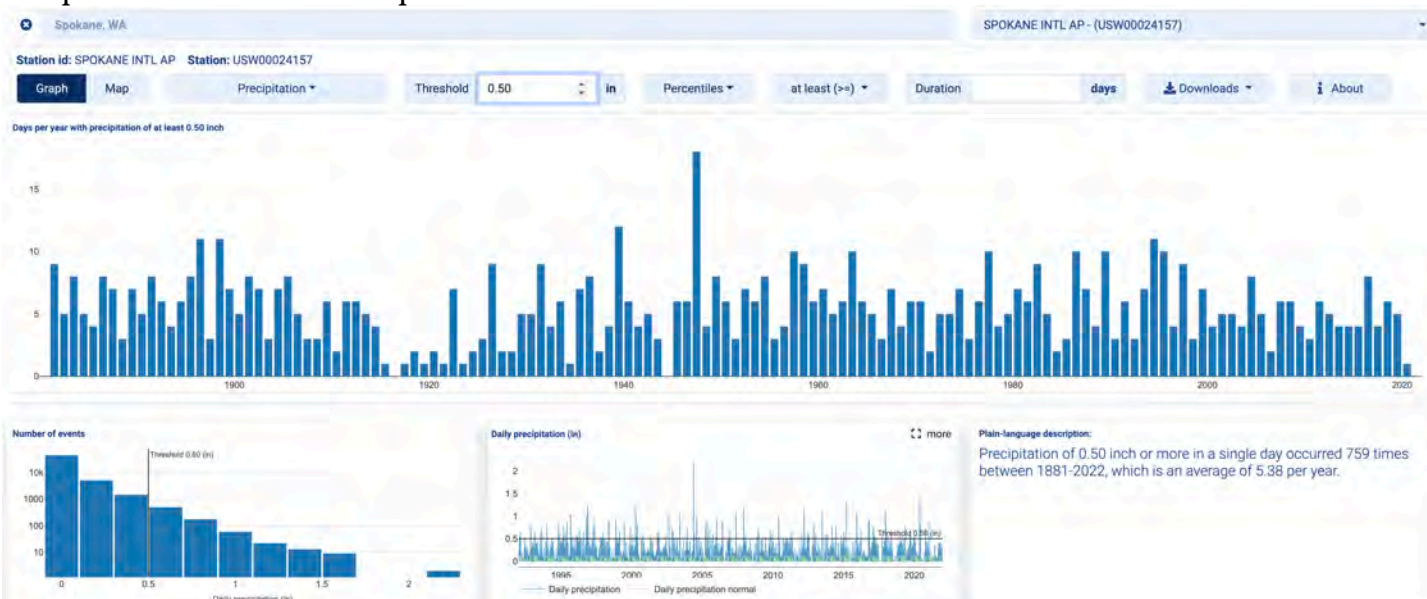 Spokane, WA
SPOKANE INTL AP - (USW00024157)
Station id: SPOKANE INTL AP Station: USW00024157
Graph Map Precipitation Threshold 0.50 in Percentiles at least (>=) Duration days Downloads i About
Days per year with precipitation of at least 0.50 inch
15
10
5
0
1900 1920 1940 1960 1980 2000 2020
Number of events
Threshold 0.50 (in)
10k
1000
100
10
0 0.5 1 1.5 2
Daily precipitation (in)
Daily precipitation (in)
more
2
1.5
1
0.5
0
Threshold 0.50 (in)
1995 2000 2005 2010 2015 2020
Daily precipitation Daily precipitation normal
Plain-language description:
Precipitation of 0.50 inch or more in a single day occurred 759 times
between 1881-2022, which is an average of 5.38 per year.